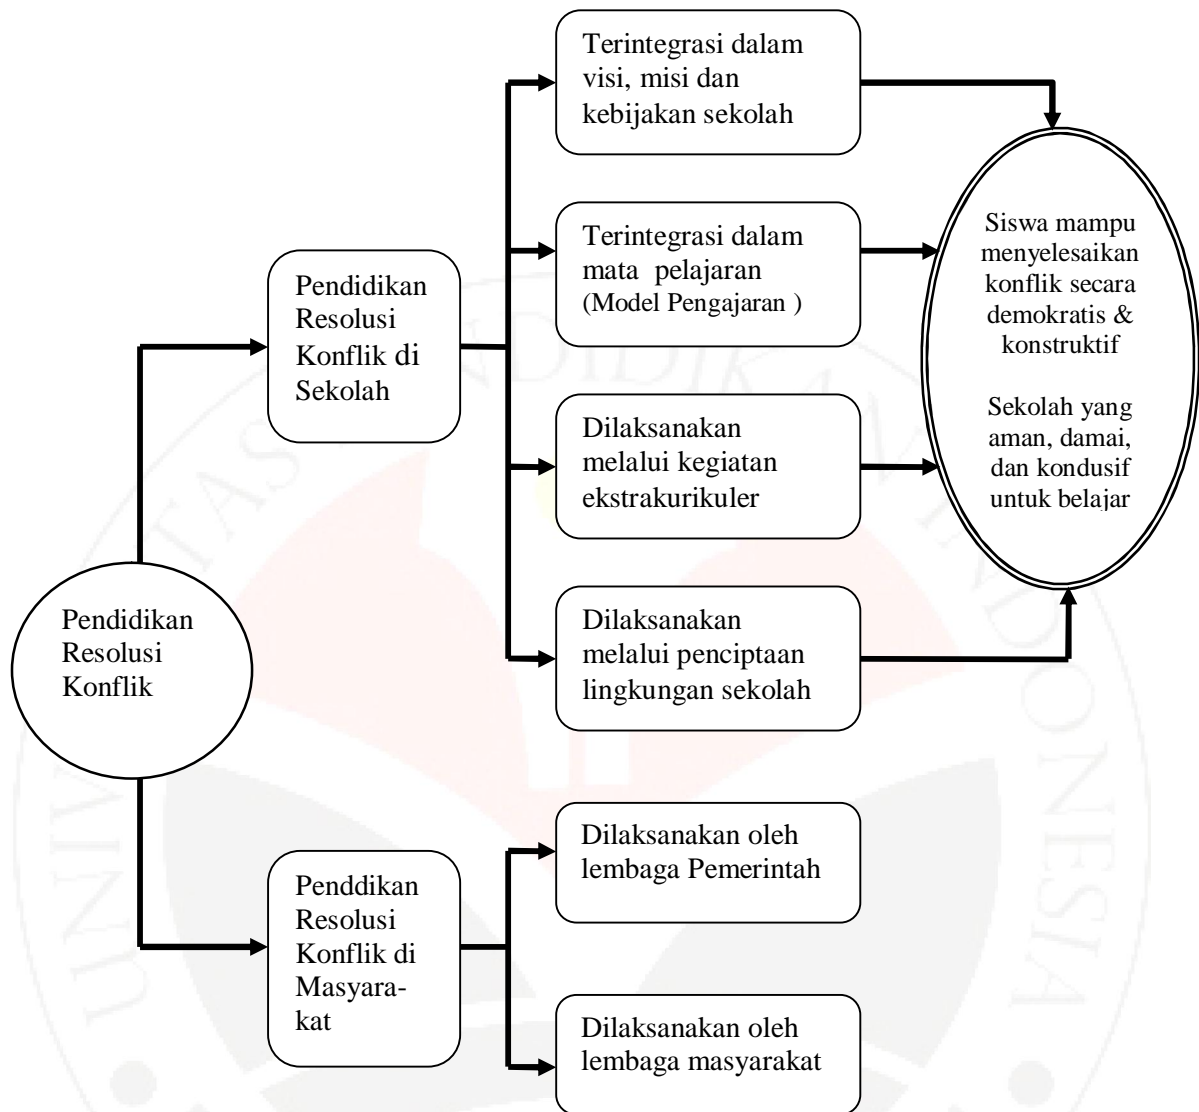 Terintegrasi dalam
visi, misi dan
kebijakan sekolah
Terintegrasi dalam
mata pelajaran
(Model Pengajaran )
Siswa mampu
menyelesaikan
konflik secara
demokratis &
konstruktif
Sekolah yang
aman, damai,
dan kondusif
untuk belajar
Pendidikan
Resolusi
Konflik di
Sekolah
Dilaksanakan
melalui kegiatan
ekstrakurikuler
Dilaksanakan
melalui penciptaan
lingkungan sekolah
Pendidikan
Resolusi
Konflik
Dilaksanakan oleh
lembaga Pemerintah
Penddikan
Resolusi
Konflik di
Masyara-
kat
Dilaksanakan oleh
lembaga masyarakat
UNIVERSITAS PENDIDIKAN INDONESIA